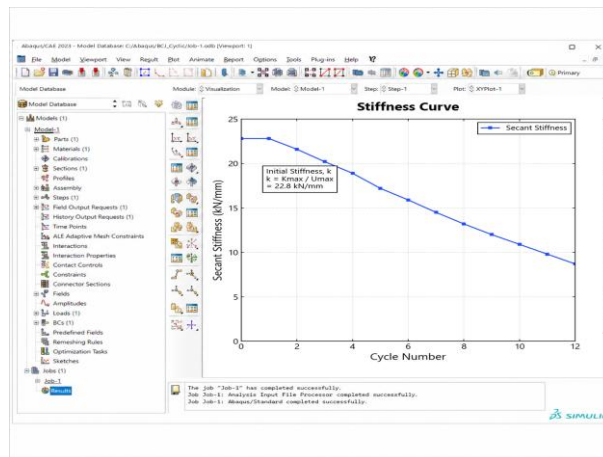 Abaqus/CAE 2023 - Model Database: C:/Abaqus/BCJ_Cyclic/Job-1.odb [Viewport: 1]
File Model Viewport View Result Plot Animate Report Options Tools Plug-ins Help
Primary
Model Database Module: Visualization Model: Model-1 Step: Step-1 Plot: XYPlot-1
Model Database
Models (1)
Model-1
Parts (1)
Materials (1)
Calibrations
Sections (1)
Profiles
Assembly
Steps (1)
Field Output Requests (1)
History Output Requests (1)
Time Points
ALE Adaptive Mesh Constraints
Interactions
Interaction Properties
Contact Controls
Constraints
Connector Sections
Fields
Amplitudes
Loads (1)
BCs (1)
Predefined Fields
Remeshing Rules
Optimization Tasks
Sketches
Jobs (1)
Job-1
Results
Stiffness Curve
Secant Stiffness
Initial Stiffness, k
k = Kmax / Umax
= 22.8 kN/mm
Secant Stiffness (kN/mm)
25
20
15
10
5
0
0 2 4 6 8 10 12
Cycle Number
The job "Job-1" has completed successfully.
Job Job-1: Analysis Input File Processor completed successfully.
Job Job-1: Abaqus/Standard completed successfully.
SIMULI